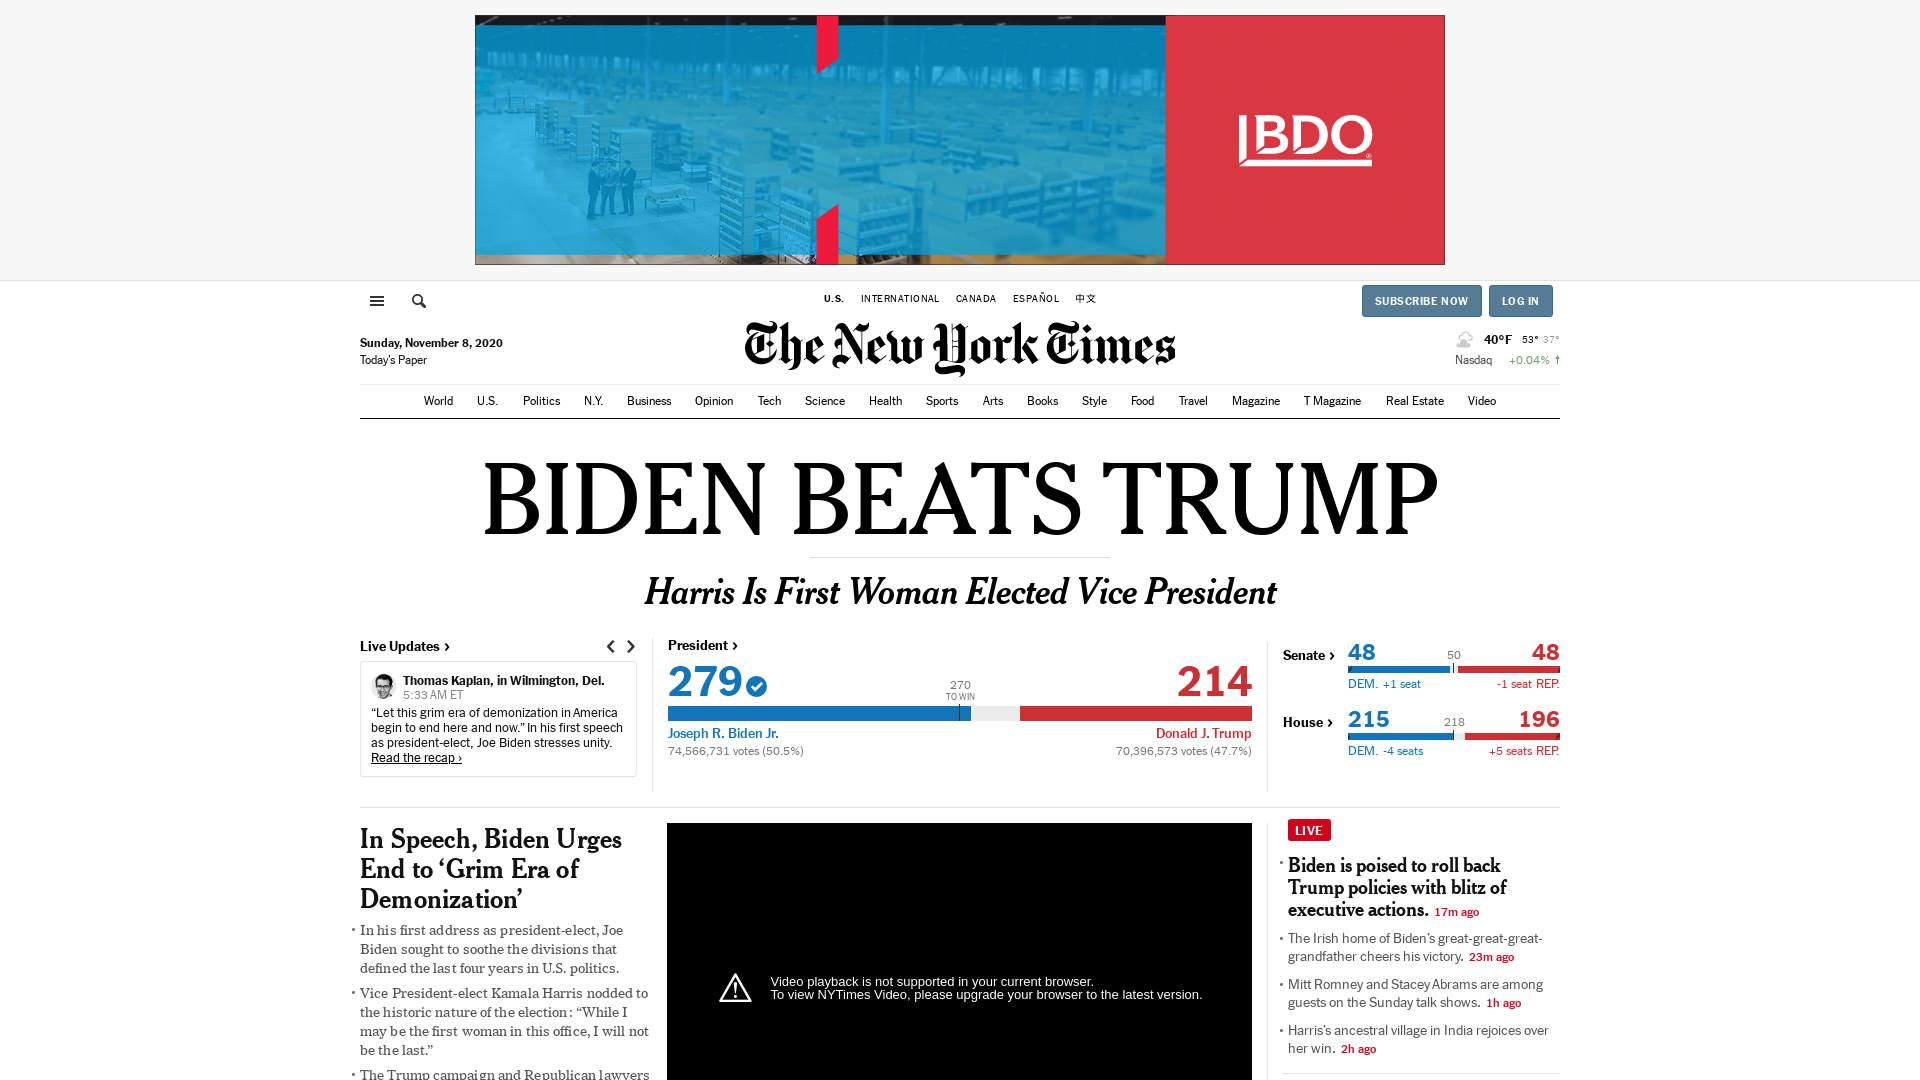 IBDO
®
U.S. INTERNATIONAL CANADA ESPAÑOL 中文
SUBSCRIBE NOW LOG IN
Sunday, November 8, 2020
Today's Paper
The New York Times
40°F 53° 37°
Nasdaq +0.04% ↑
World U.S. Politics N.Y. Business Opinion Tech Science Health Sports Arts Books Style Food Travel Magazine T Magazine Real Estate Video
BIDEN BEATS TRUMP
Harris Is First Woman Elected Vice President
Live Updates ›
Thomas Kaplan, in Wilmington, Del.
5:33 AM ET
“Let this grim era of demonization in America
begin to end here and now.” In his first speech
as president-elect, Joe Biden stresses unity.
Read the recap ›
President ›
279 214
270
TO WIN
Joseph R. Biden Jr. Donald J. Trump
74,566,731 votes (50.5%) 70,396,573 votes (47.7%)
Senate › 48 50 48
DEM. +1 seat -1 seat REP.
House › 215 218 196
DEM. -4 seats +5 seats REP.
In Speech, Biden Urges
End to ‘Grim Era of
Demonization’
• In his first address as president-elect, Joe
Biden sought to soothe the divisions that
defined the last four years in U.S. politics.
• Vice President-elect Kamala Harris nodded to
the historic nature of the election: “While I
may be the first woman in this office, I will not
be the last.”
• The Trump campaign and Republican lawyers
Video playback is not supported in your current browser.
To view NYTimes Video, please upgrade your browser to the latest version.
LIVE
• Biden is poised to roll back
Trump policies with blitz of
executive actions. 17m ago
• The Irish home of Biden’s great-great-great-
grandfather cheers his victory. 23m ago
• Mitt Romney and Stacey Abrams are among
guests on the Sunday talk shows. 1h ago
• Harris’s ancestral village in India rejoices over
her win. 2h ago